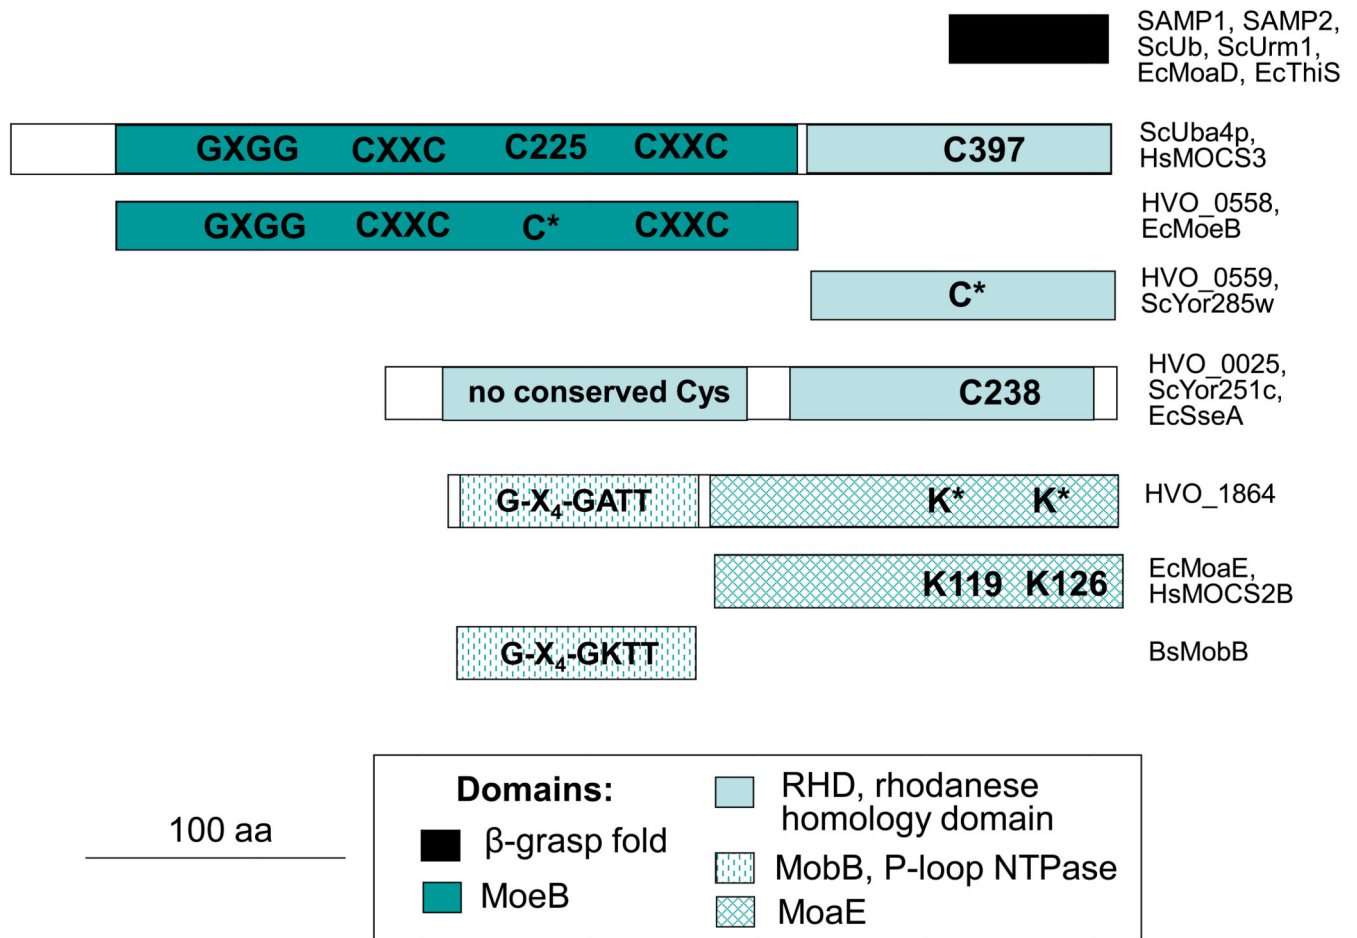 SAMP1, SAMP2,
ScUb, ScUrm1,
EcMoaD, EcThiS
GXGG CXXC C225 CXXC C397
ScUba4p,
HsMOCS3
GXGG CXXC C* CXXC
HVO_0558,
EcMoeB
C*
HVO_0559,
ScYor285w
no conserved Cys C238
HVO_0025,
ScYor251c,
EcSseA
G-X₄-GATT K* K*
HVO_1864
K119 K126
EcMoaE,
HsMOCS2B
G-X₄-GKTT
BsMobB
100 aa
Domains:
β-grasp fold
MoeB
RHD, rhodanese
homology domain
MobB, P-loop NTPase
MoaE